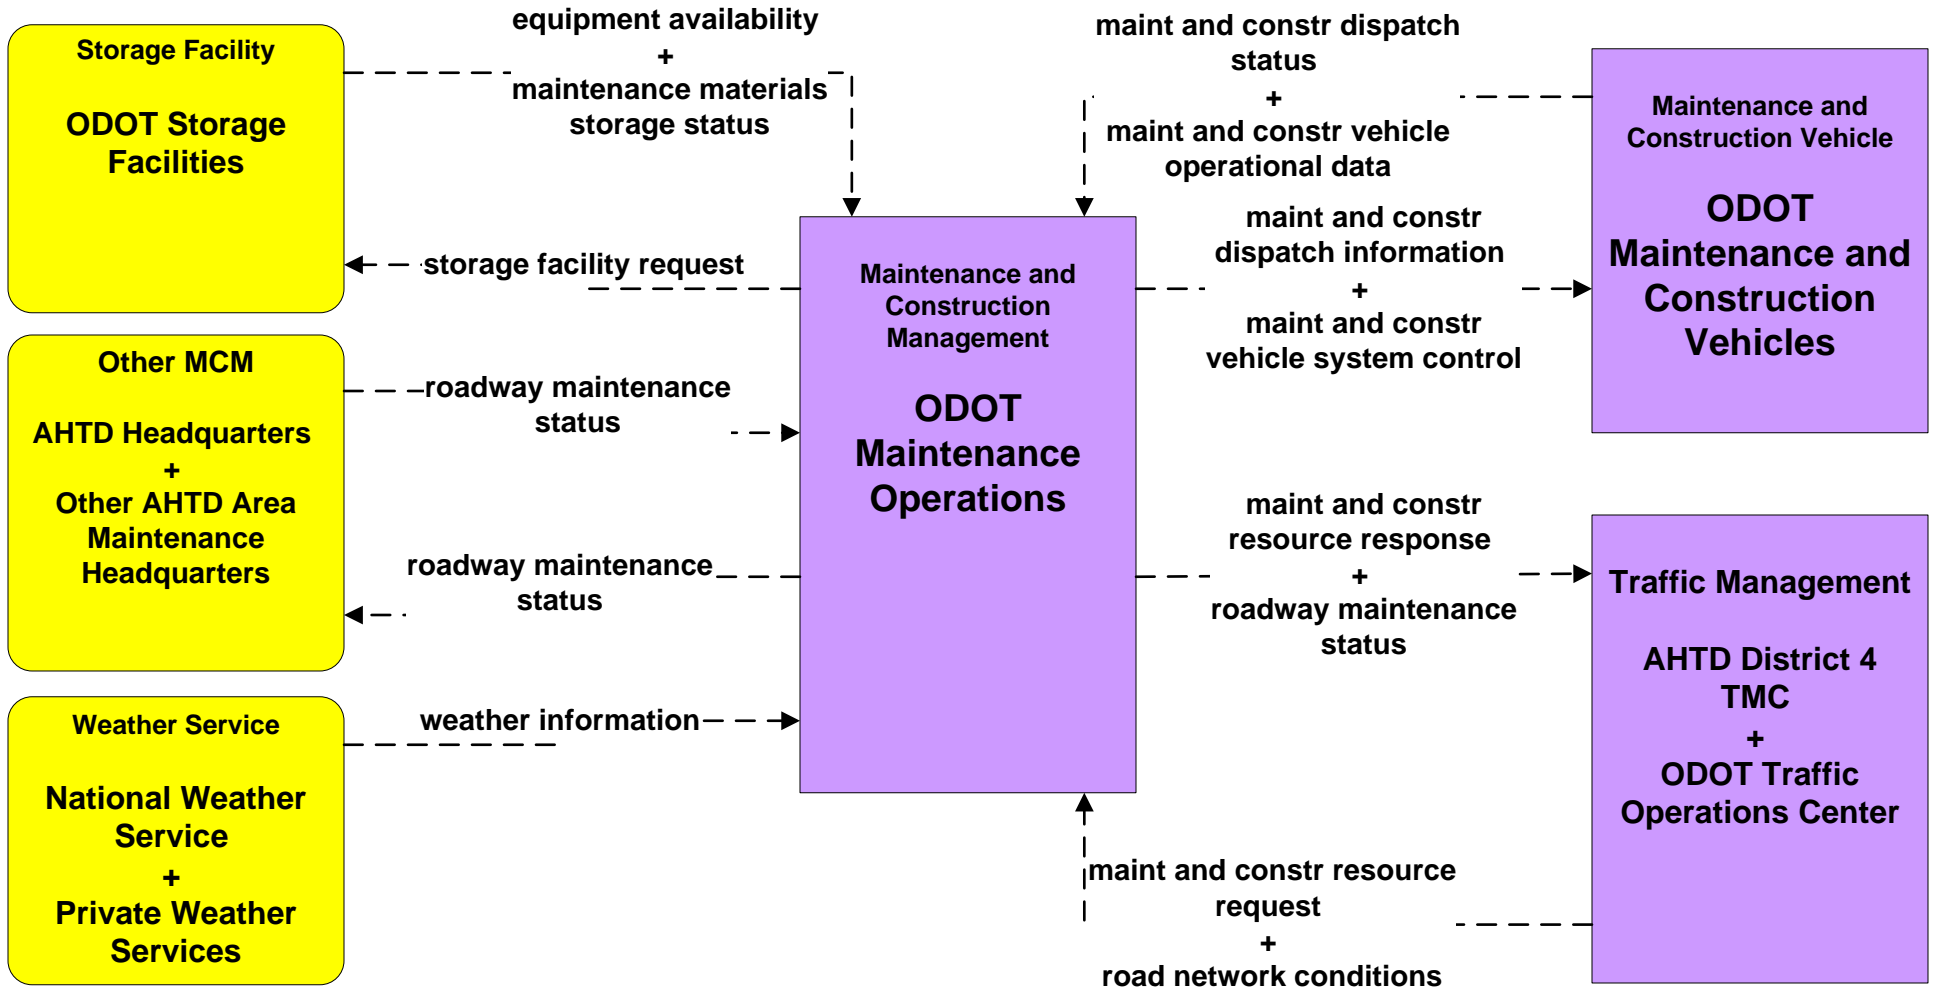 Storage Facility
ODOT Storage
Facilities
equipment availability
+
maintenance materials
storage status
storage facility request
Other MCM
AHTD Headquarters
+
Other AHTD Area
Maintenance
Headquarters
roadway maintenance
status
roadway maintenance
status
Weather Service
National Weather
Service
+
Private Weather
Services
weather information
Maintenance and
Construction
Management
ODOT
Maintenance
Operations
maint and constr dispatch
status
+
maint and constr vehicle
operational data
maint and constr
dispatch information
+
maint and constr
vehicle system control
Maintenance and
Construction Vehicle
ODOT
Maintenance and
Construction
Vehicles
maint and constr
resource response
+
roadway maintenance
status
Traffic Management
AHTD District 4
TMC
+
ODOT Traffic
Operations Center
maint and constr resource
request
+
road network conditions